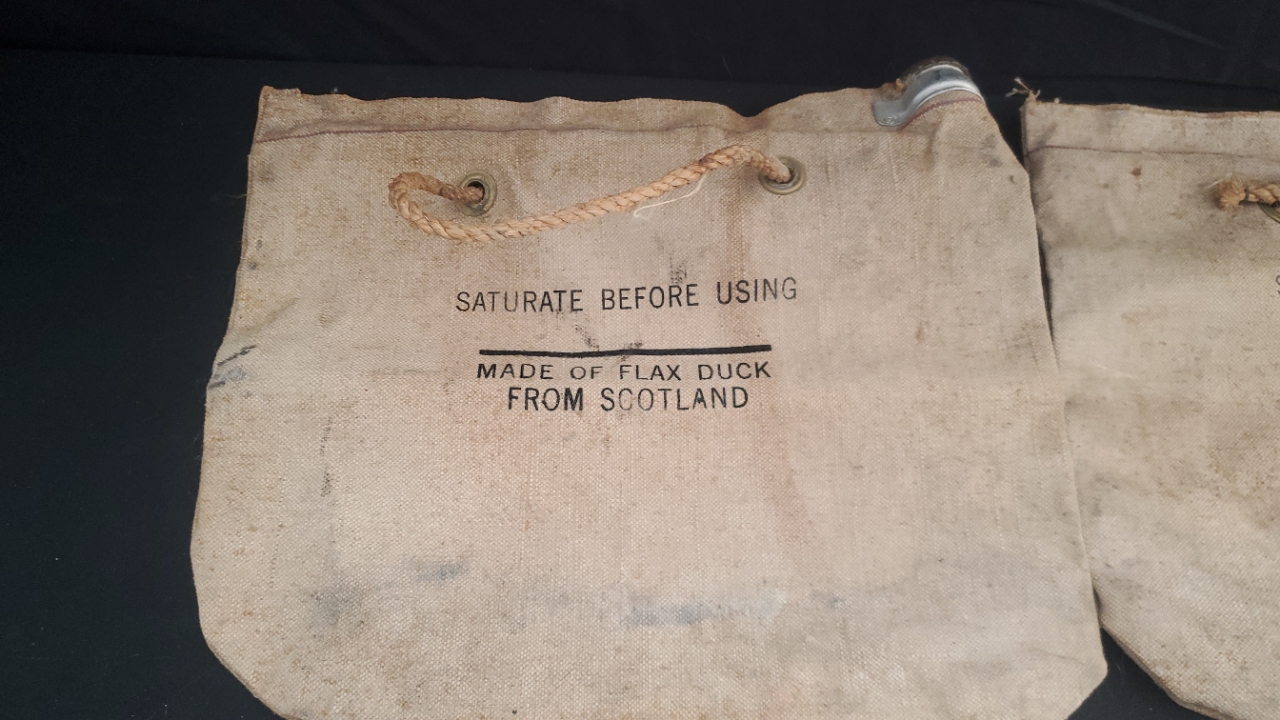 SATURATE BEFORE USING
MADE OF FLAX DUCK
FROM SCOTLAND